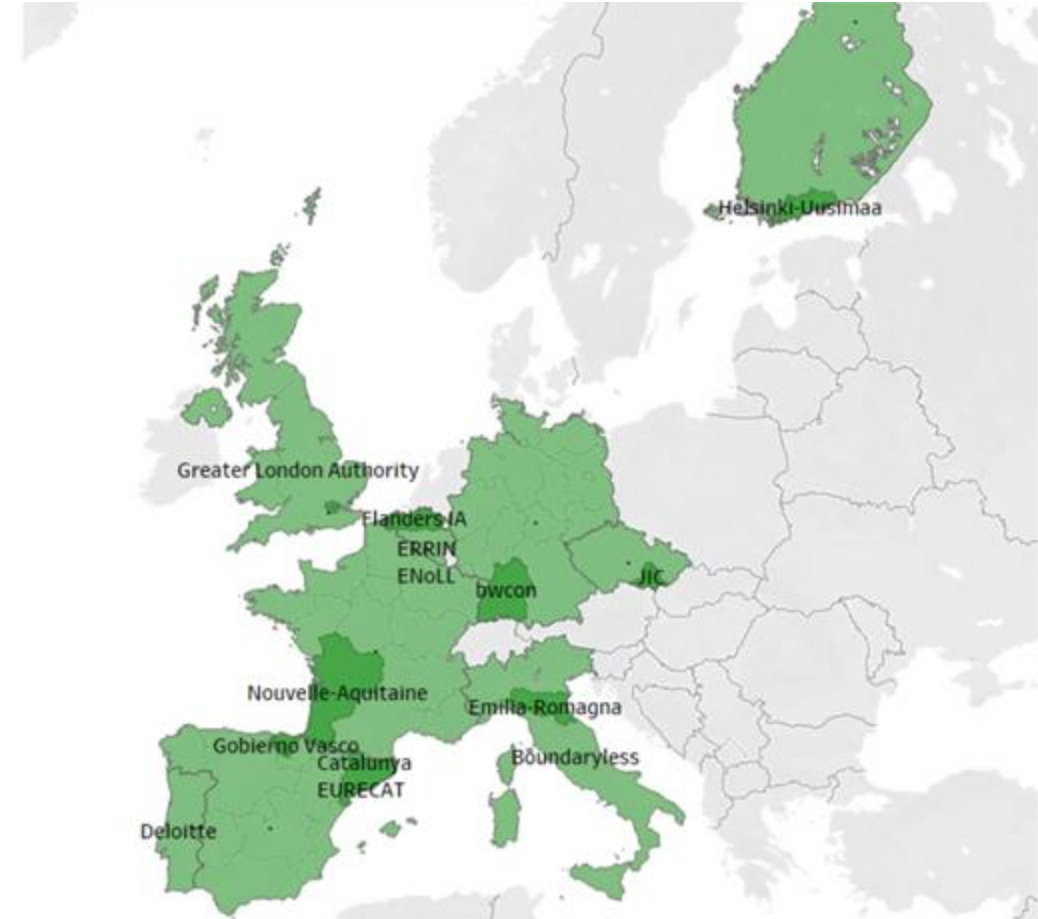 Helsinki-Uusimaa
Greater London Authority
Flanders IA
ERRIN
ENoLL
bwcon
JIC
Nouvelle-Aquitaine
Emilia-Romagna
Gobierno Vasco
Catalunya
EURECAT
Boundaryless
Deloitte